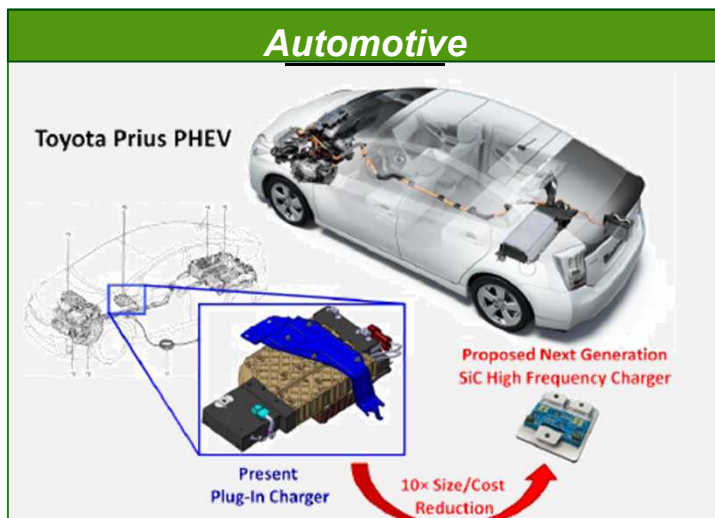 Automotive
Toyota Prius PHEV
Proposed Next Generation
SiC High Frequency Charger
Present
Plug-In Charger
10× Size/Cost
Reduction